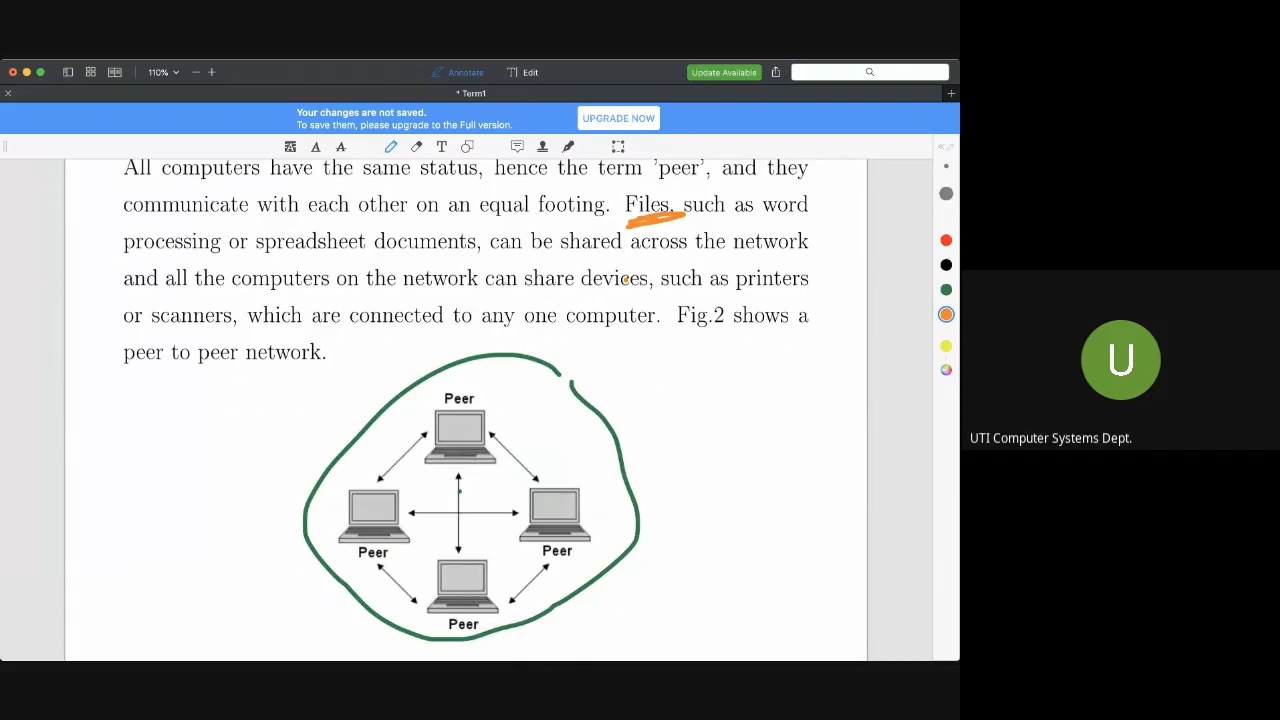 110%
Annotate
Edit
Update Available
* Term1
Your changes are not saved.
To save them, please upgrade to the Full version.
UPGRADE NOW
All computers have the same status, hence the term 'peer', and they
communicate with each other on an equal footing. Files, such as word
processing or spreadsheet documents, can be shared across the network
and all the computers on the network can share devices, such as printers
or scanners, which are connected to any one computer. Fig.2 shows a
peer to peer network.
Peer
Peer
Peer
Peer
U
UTI Computer Systems Dept.